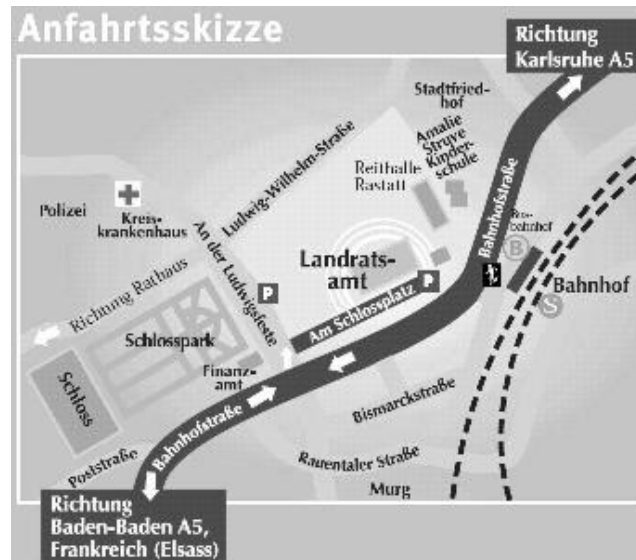 Anfahrtsskizze
Richtung
Karlsruhe A5
Stadtfried-
hof
Amalie
Struve
Kinder-
schule
Reithalle
Rastatt
Ludwig-Wilhelm-Straße
Bahnhofstraße
Bus-
bahnhof
B
Bahnhof
S
Polizei
Kreis-
krankenhaus
An der Ludwigsfeste
Landrats-
amt
P
P
Am Schlossplatz
Richtung Rathaus
Schlosspark
Schloss
Finanz-
amt
Bahnhofstraße
Bismarckstraße
Poststraße
Rauentaler Straße
Murg
Richtung
Baden-Baden A5,
Frankreich (Elsass)